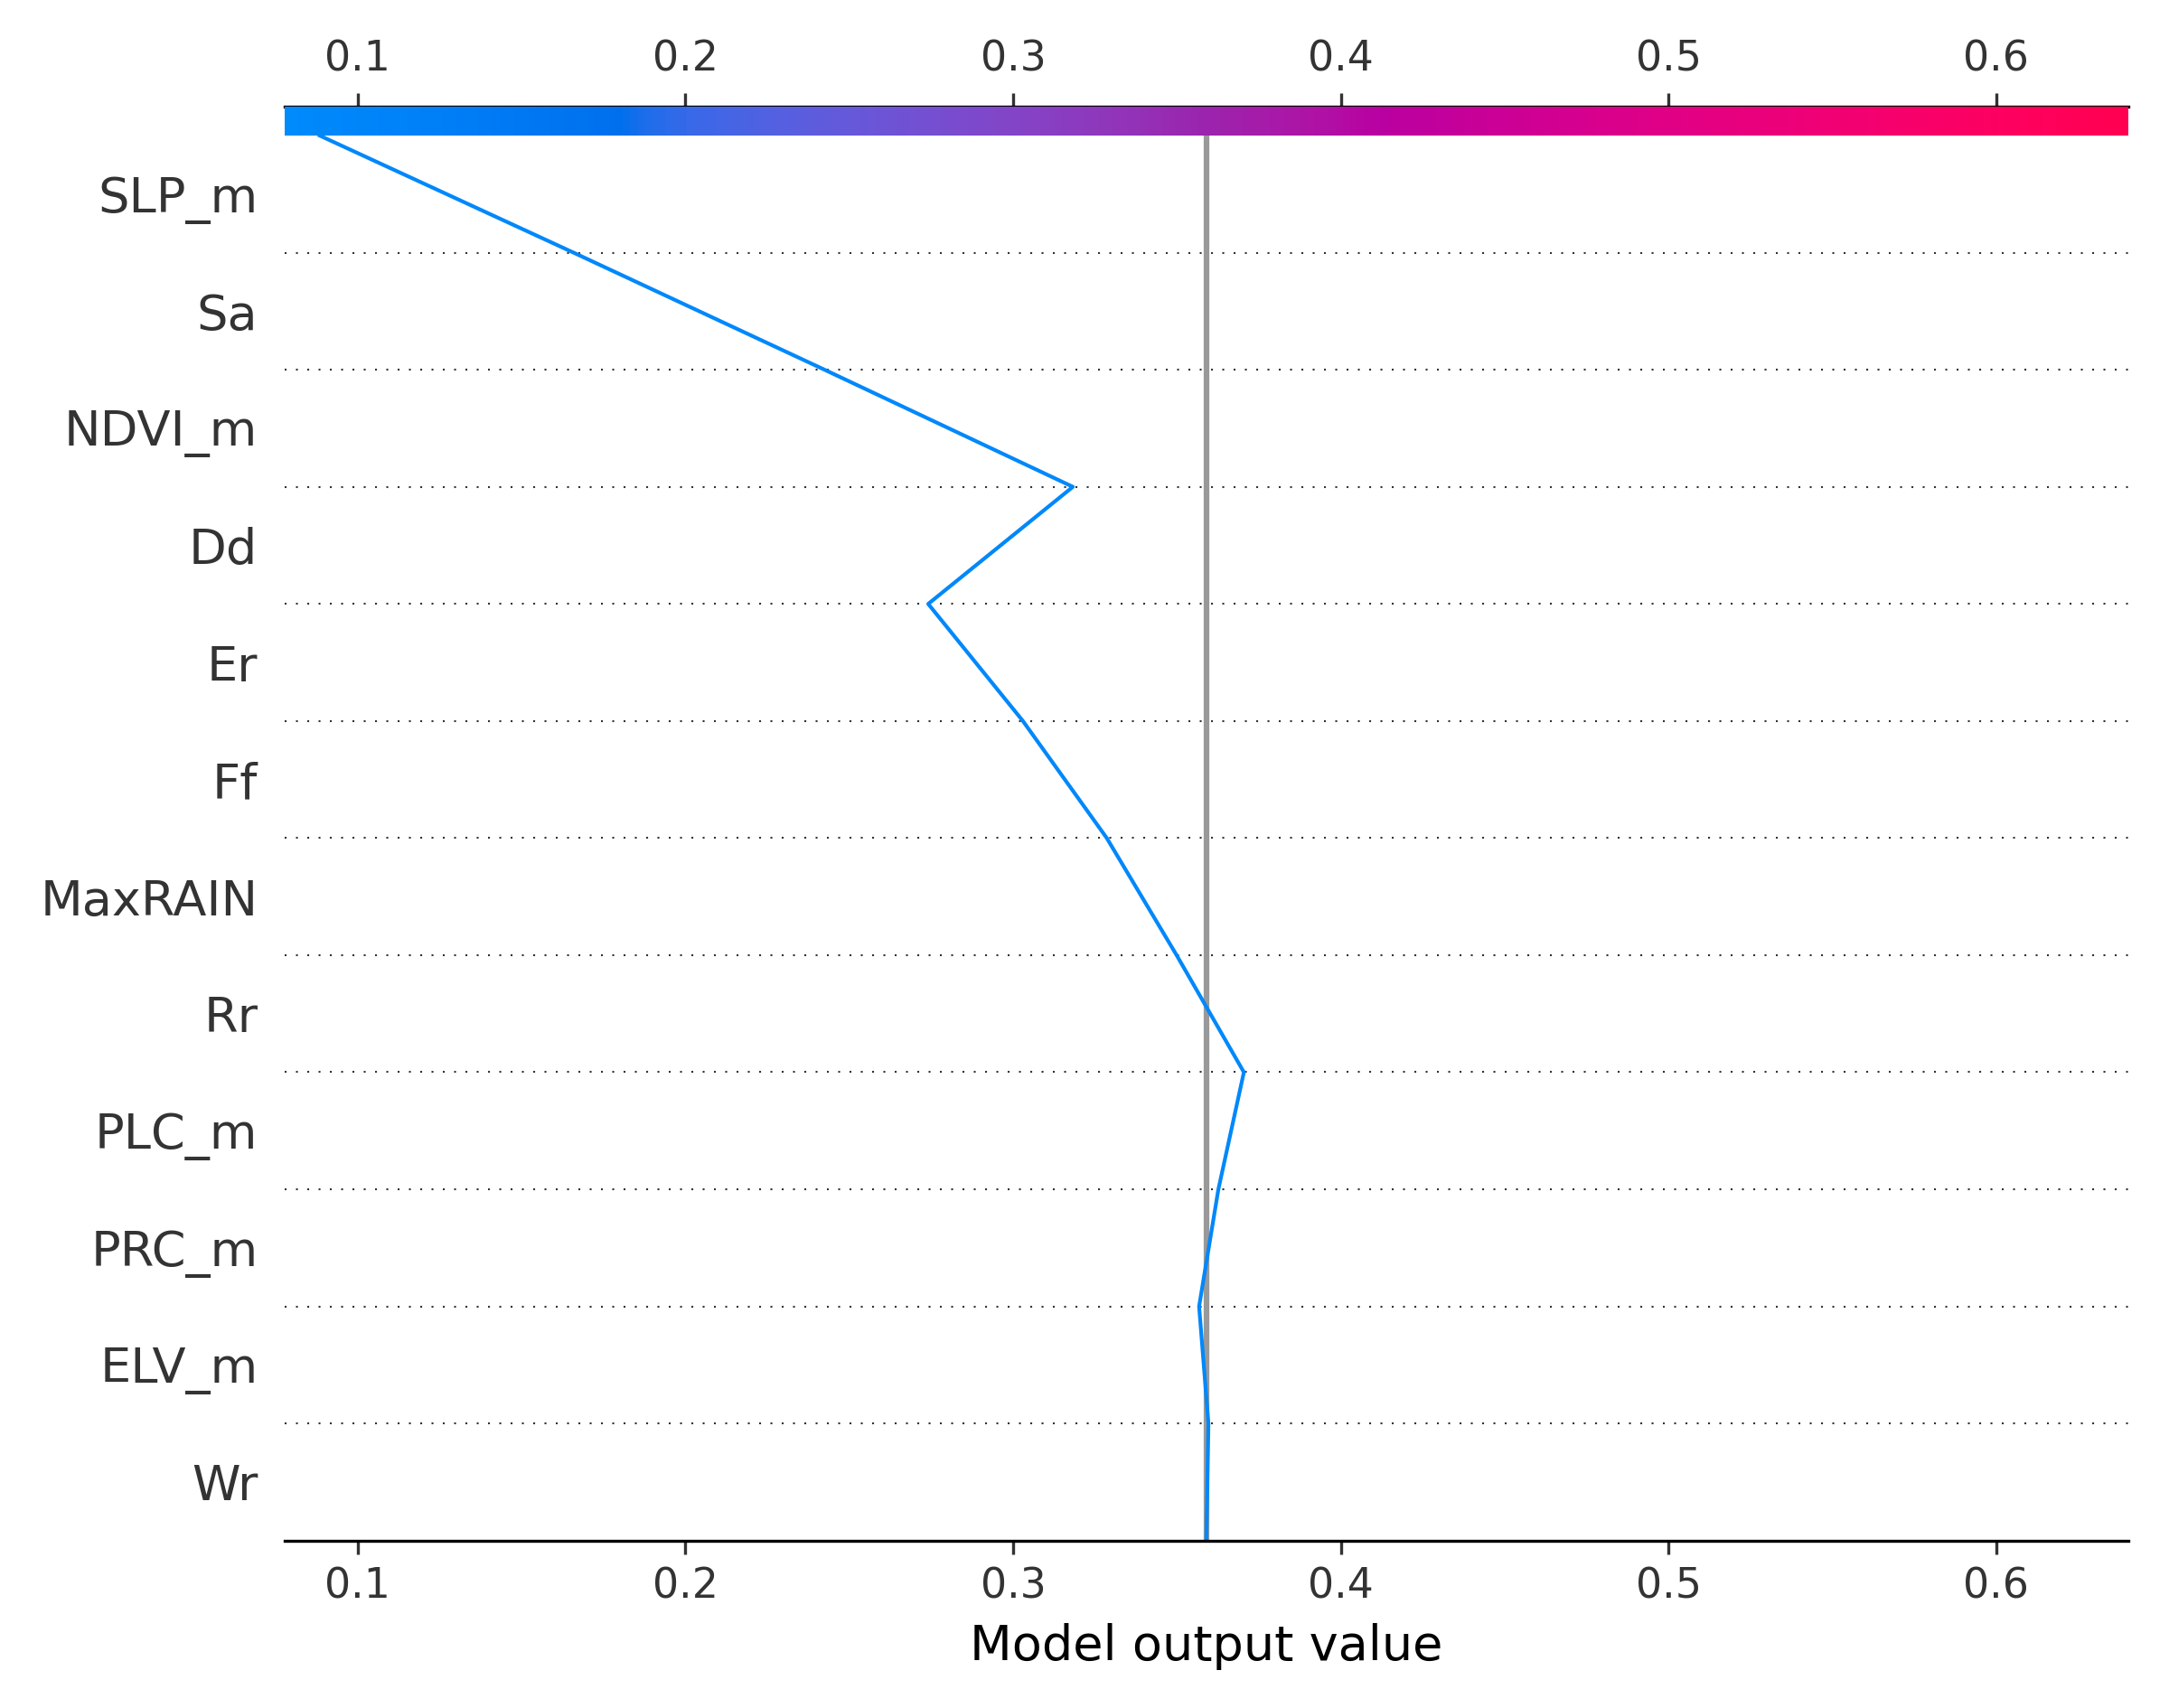 0.1 0.2 0.3 0.4 0.5 0.6
SLP_m
Sa
NDVI_m
Dd
Er
Ff
MaxRAIN
Rr
PLC_m
PRC_m
ELV_m
Wr
0.1 0.2 0.3 0.4 0.5 0.6
Model output value